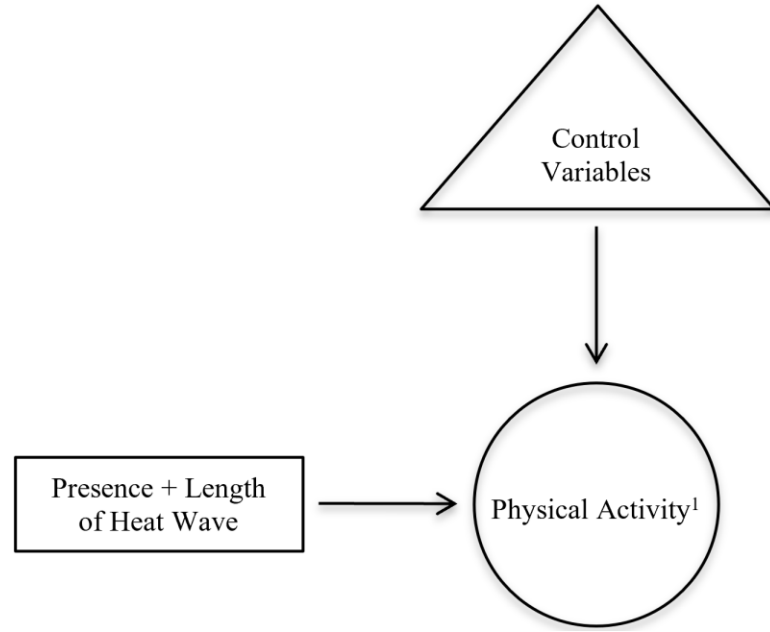 Control
Variables
Presence + Length
of Heat Wave
Physical Activity¹